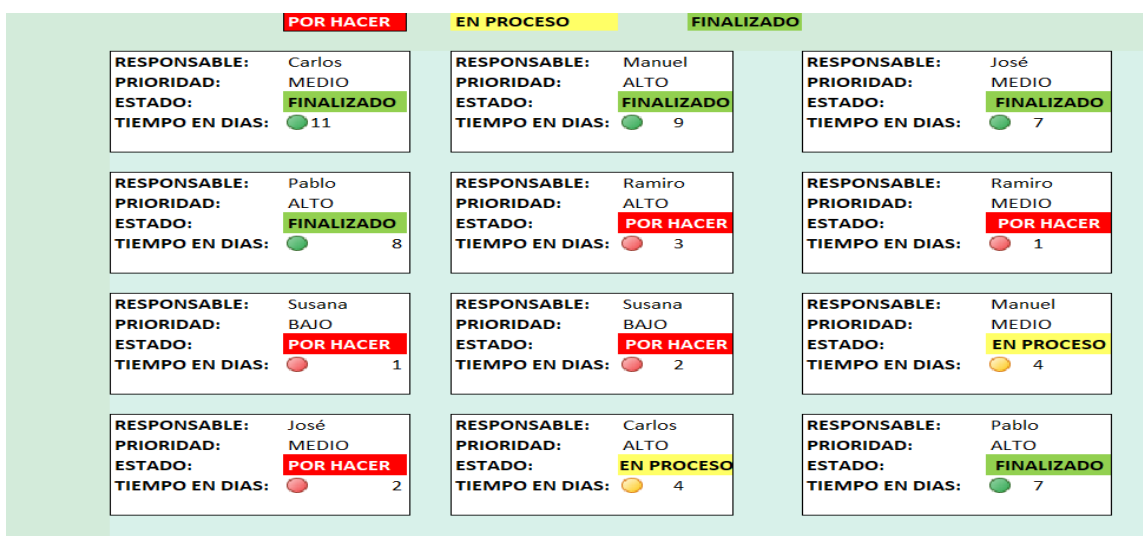 POR HACER EN PROCESO FINALIZADO
RESPONSABLE: Carlos
PRIORIDAD: MEDIO
ESTADO: FINALIZADO
TIEMPO EN DIAS: 11
RESPONSABLE: Manuel
PRIORIDAD: ALTO
ESTADO: FINALIZADO
TIEMPO EN DIAS: 9
RESPONSABLE: José
PRIORIDAD: MEDIO
ESTADO: FINALIZADO
TIEMPO EN DIAS: 7
RESPONSABLE: Pablo
PRIORIDAD: ALTO
ESTADO: FINALIZADO
TIEMPO EN DIAS: 8
RESPONSABLE: Ramiro
PRIORIDAD: ALTO
ESTADO: POR HACER
TIEMPO EN DIAS: 3
RESPONSABLE: Ramiro
PRIORIDAD: MEDIO
ESTADO: POR HACER
TIEMPO EN DIAS: 1
RESPONSABLE: Susana
PRIORIDAD: BAJO
ESTADO: POR HACER
TIEMPO EN DIAS: 1
RESPONSABLE: Susana
PRIORIDAD: BAJO
ESTADO: POR HACER
TIEMPO EN DIAS: 2
RESPONSABLE: Manuel
PRIORIDAD: MEDIO
ESTADO: EN PROCESO
TIEMPO EN DIAS: 4
RESPONSABLE: José
PRIORIDAD: MEDIO
ESTADO: POR HACER
TIEMPO EN DIAS: 2
RESPONSABLE: Carlos
PRIORIDAD: ALTO
ESTADO: EN PROCESO
TIEMPO EN DIAS: 4
RESPONSABLE: Pablo
PRIORIDAD: ALTO
ESTADO: FINALIZADO
TIEMPO EN DIAS: 7